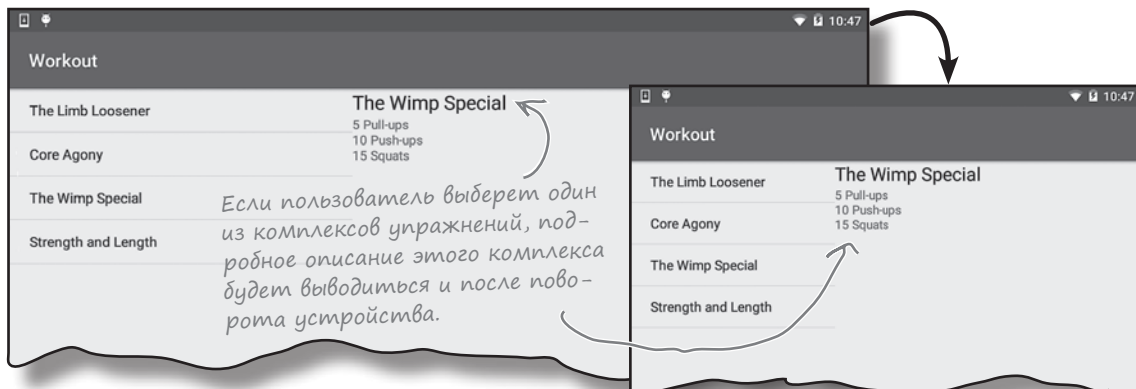 10:47
Workout
The Limb Loosener
Core Agony
The Wimp Special
Strength and Length
The Wimp Special
5 Pull-ups
10 Push-ups
15 Squats
Если пользователь выберет один
из комплексов упражнений, под-
робное описание этого комплекса
будет выводиться и после пово-
рота устройства.
10:47
Workout
The Limb Loosener
Core Agony
The Wimp Special
Strength and Length
The Wimp Special
5 Pull-ups
10 Push-ups
15 Squats